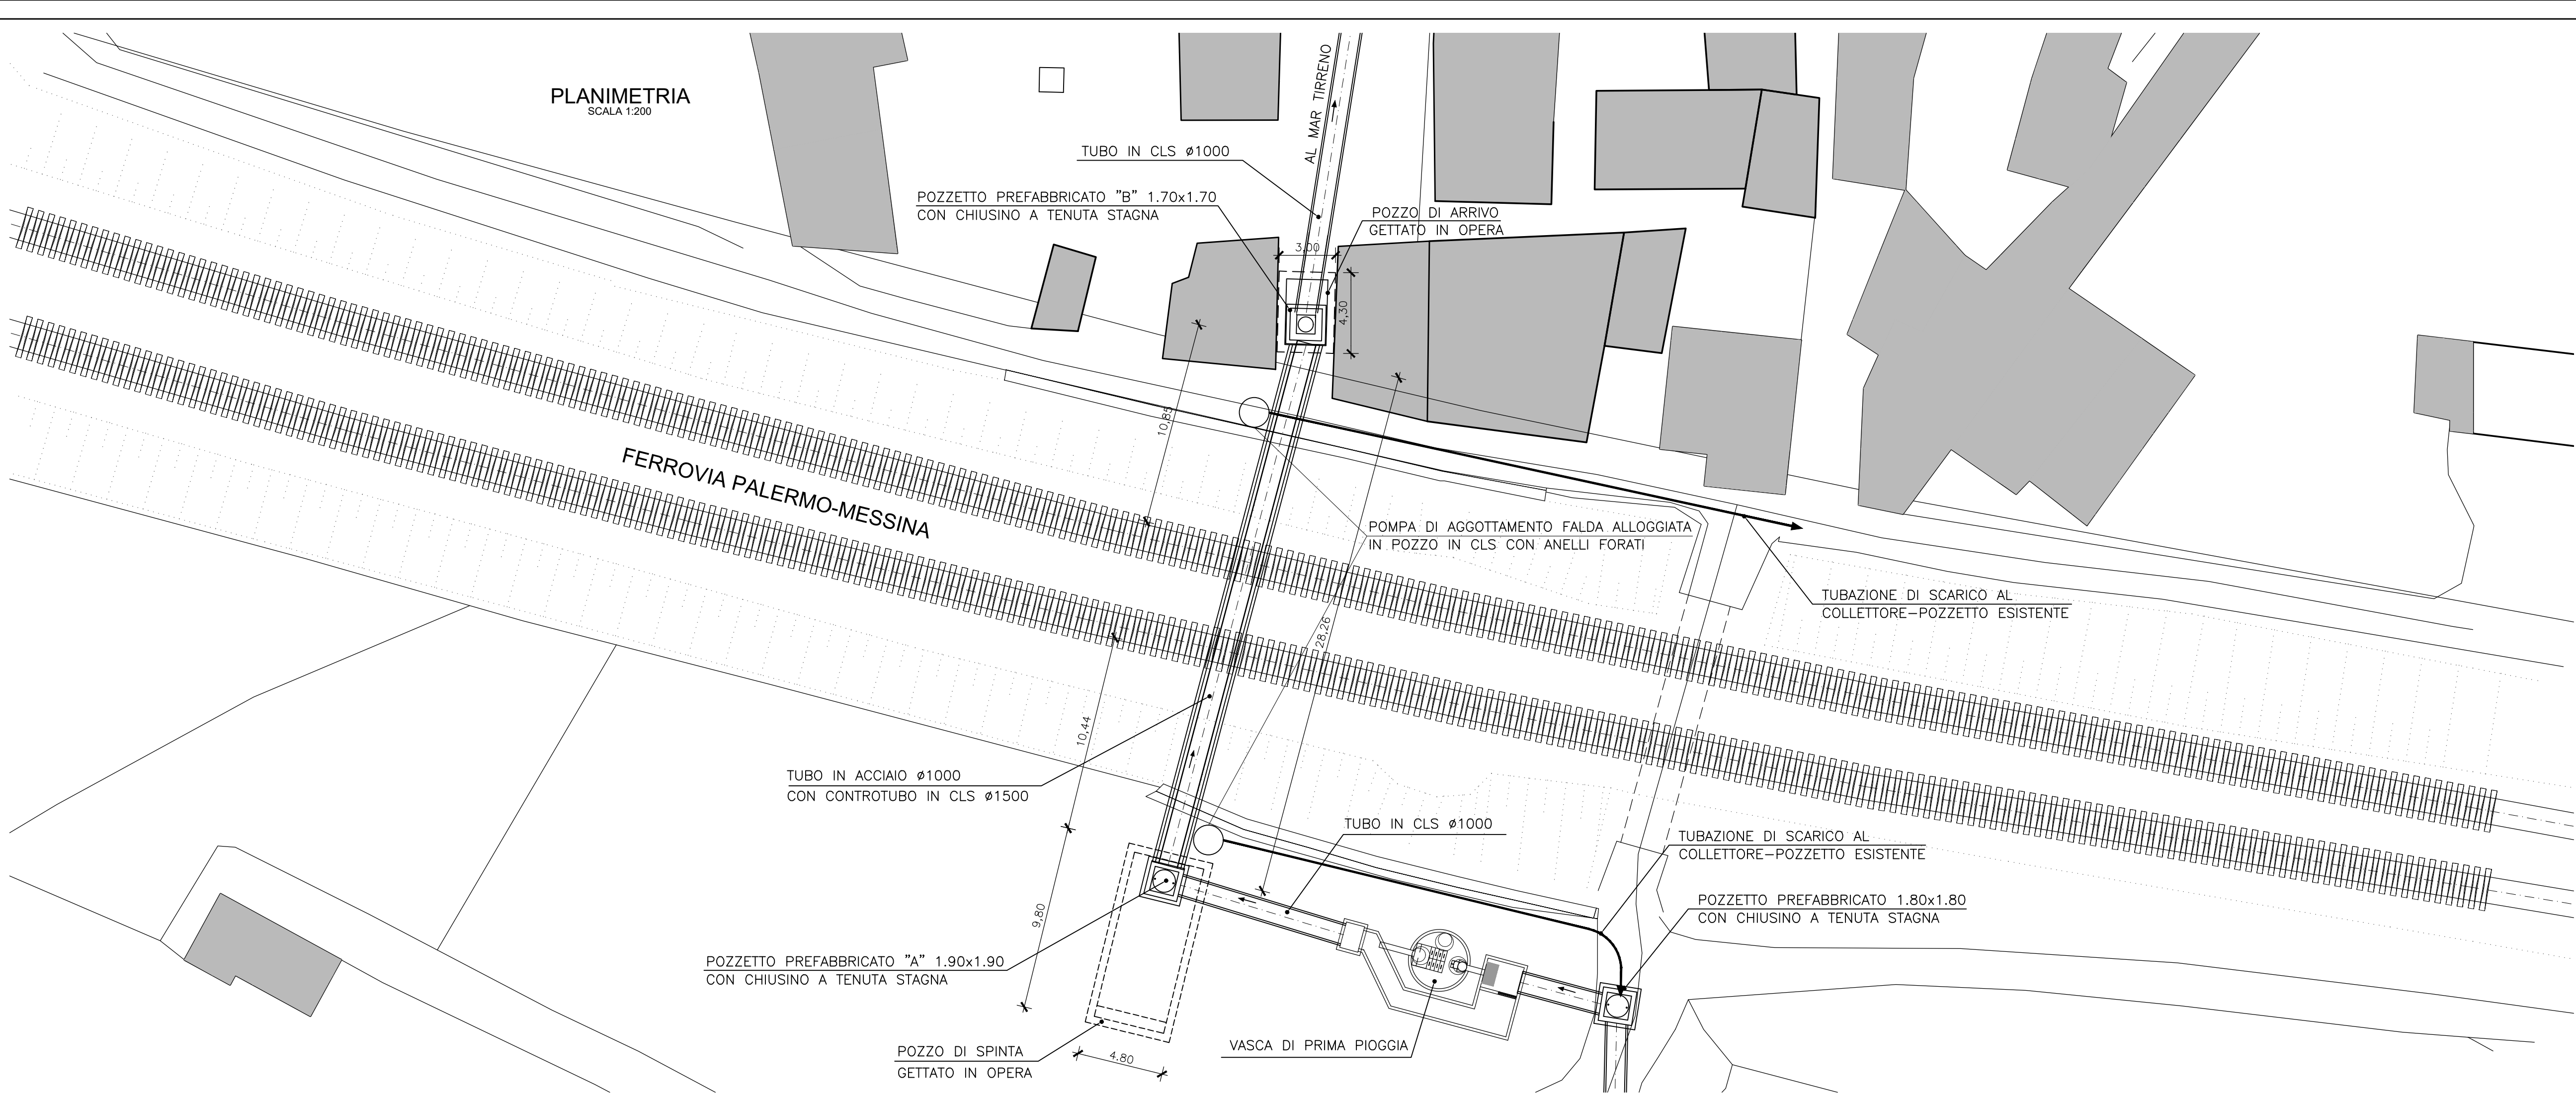 PLANIMETRIA
SCALA 1:200
AL MAR TIRRENO
TUBO IN CLS ø1000
POZZETTO PREFABBRICATO "B" 1.70x1.70
CON CHIUSINO A TENUTA STAGNA
POZZO DI ARRIVO
GETTATO IN OPERA
3,00
4,30
10,85
FERROVIA PALERMO-MESSINA
POMPA DI AGGOTTAMENTO FALDA ALLOGGIATA
IN POZZO IN CLS CON ANELLI FORATI
TUBAZIONE DI SCARICO AL
COLLETTORE-POZZETTO ESISTENTE
28,26
10,44
TUBO IN ACCIAIO ø1000
CON CONTROTUBO IN CLS ø1500
TUBO IN CLS ø1000
TUBAZIONE DI SCARICO AL
COLLETTORE-POZZETTO ESISTENTE
POZZETTO PREFABBRICATO 1.80x1.80
CON CHIUSINO A TENUTA STAGNA
9,80
POZZETTO PREFABBRICATO "A" 1.90x1.90
CON CHIUSINO A TENUTA STAGNA
POZZO DI SPINTA
GETTATO IN OPERA
4,80
VASCA DI PRIMA PIOGGIA